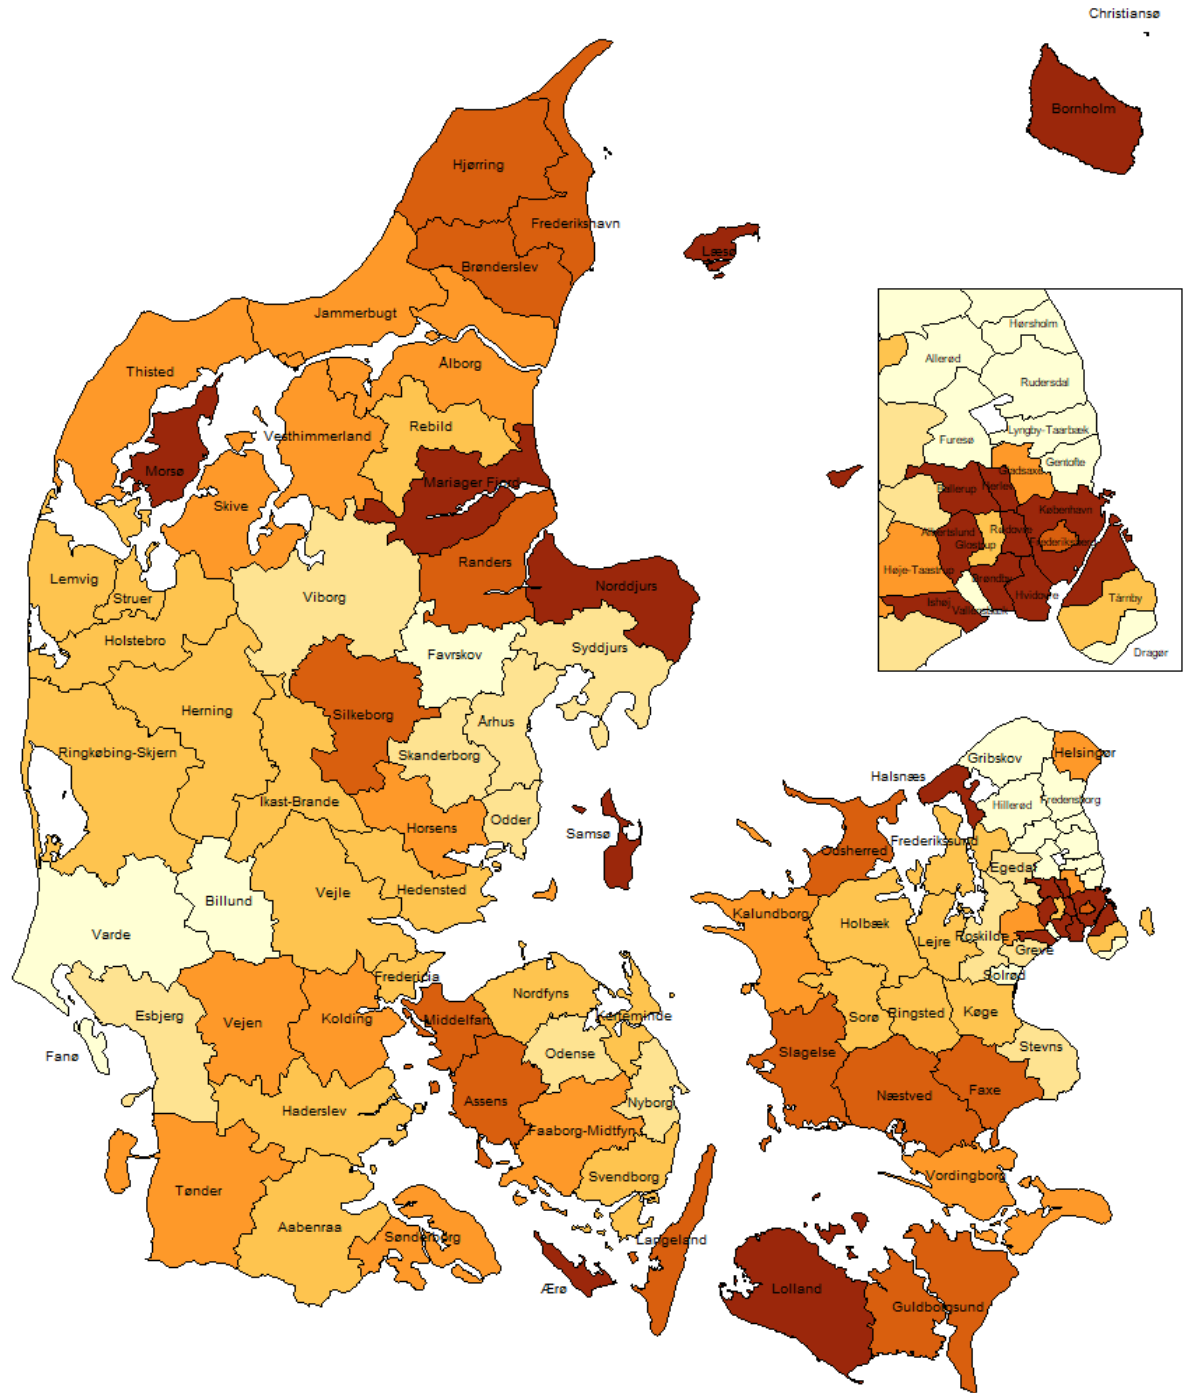 Christiansø
Bornholm
Hjørring
Frederikshavn
Læsø
Brønderslev
Jammerbugt
Thisted
Ålborg
Vesthimmerland
Rebild
Morsø
Mariager Fjord
Skive
Randers
Norddjurs
Lemvig
Struer
Viborg
Holstebro
Favrskov
Syddjurs
Herning
Silkeborg
Århus
Ringkøbing-Skjern
Skanderborg
Ikast-Brande
Horsens
Odder
Samsø
Hedensted
Vejle
Billund
Varde
Fredericia
Esbjerg
Vejen
Kolding
Fanø
Haderslev
Tønder
Aabenraa
Sønderborg
Middelfart
Nordfyns
Kerteminde
Odense
Assens
Nyborg
Faaborg-Midtfyn
Svendborg
Langeland
Ærø
Hørsholm
Allerød
Rudersdal
Lyngby-Taarbæk
Furesø
Gentofte
Gladsaxe
Ballerup
Herlev
København
Albertslund
Rødovre
Glostrup
Frederiksberg
Høje-Taastrup
Brøndby
Hvidovre
Ishøj
Vallensbæk
Tårnby
Dragør
Gribskov
Helsingør
Halsnæs
Hillerød
Fredensborg
Frederikssund
Odsherred
Egedal
Kalundborg
Holbæk
Lejre
Roskilde
Greve
Solrød
Sorø
Ringsted
Køge
Stevns
Slagelse
Næstved
Faxe
Vordingborg
Lolland
Guldborgsund